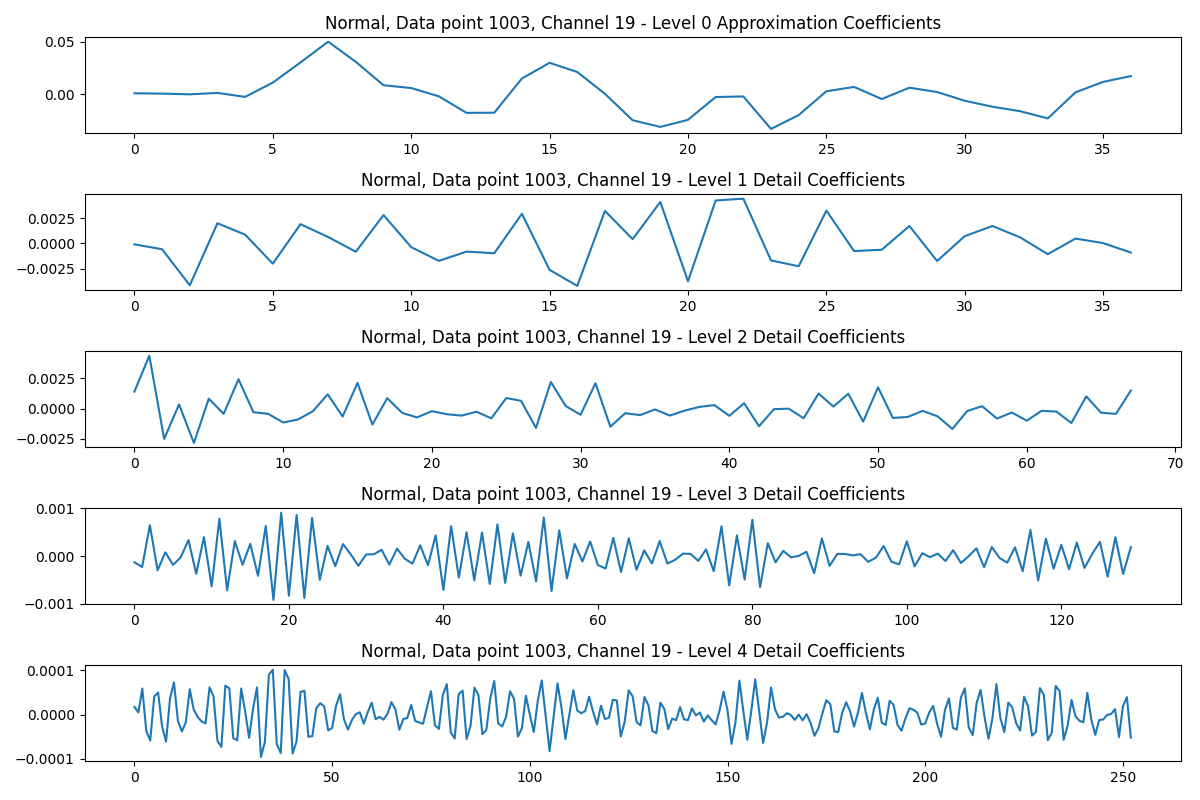 Normal, Data point 1003, Channel 19 - Level 0 Approximation Coefficients
0.05
0.00
0 5 10 15 20 25 30 35
Normal, Data point 1003, Channel 19 - Level 1 Detail Coefficients
0.0025
0.0000
−0.0025
0 5 10 15 20 25 30 35
Normal, Data point 1003, Channel 19 - Level 2 Detail Coefficients
0.0025
0.0000
−0.0025
0 10 20 30 40 50 60 70
Normal, Data point 1003, Channel 19 - Level 3 Detail Coefficients
0.001
0.000
−0.001
0 20 40 60 80 100 120
Normal, Data point 1003, Channel 19 - Level 4 Detail Coefficients
0.0001
0.0000
−0.0001
0 50 100 150 200 250